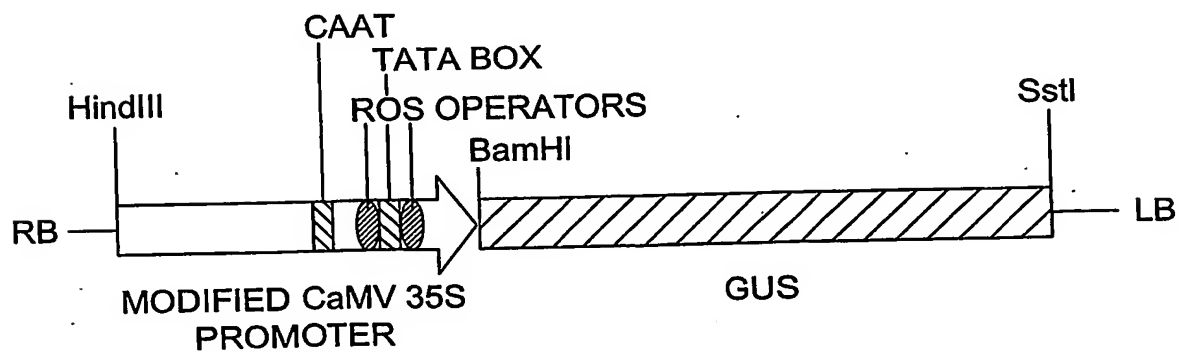 CAAT
TATA BOX
HindIII
ROS OPERATORS
SstI
BamHI
RB
LB
MODIFIED CaMV 35S
PROMOTER
GUS